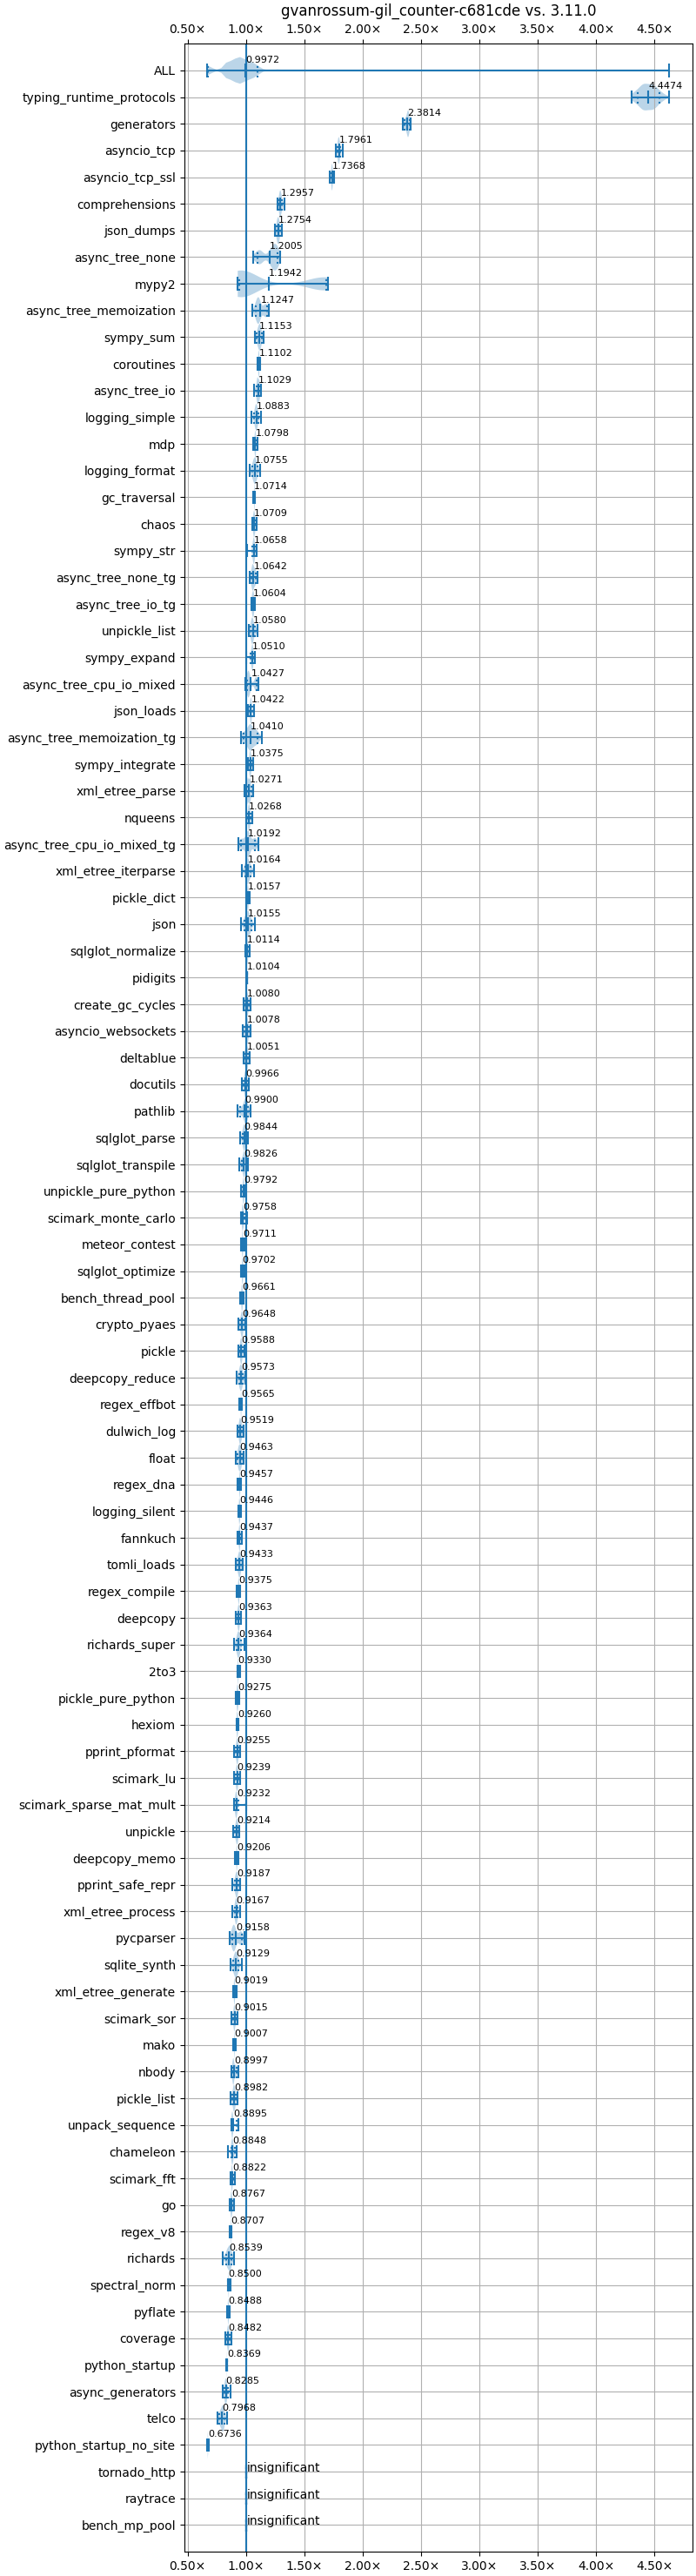 gvanrossum-gil_counter-c681cde vs. 3.11.0
0.50× 1.00× 1.50× 2.00× 2.50× 3.00× 3.50× 4.00× 4.50×
ALL 0.9972
typing_runtime_protocols 4.4474
generators 2.3814
asyncio_tcp 1.7961
asyncio_tcp_ssl 1.7368
comprehensions 1.2957
json_dumps 1.2754
async_tree_none 1.2005
mypy2 1.1942
async_tree_memoization 1.1247
sympy_sum 1.1153
coroutines 1.1102
async_tree_io 1.1029
logging_simple 1.0883
mdp 1.0798
logging_format 1.0755
gc_traversal 1.0714
chaos 1.0709
sympy_str 1.0658
async_tree_none_tg 1.0642
async_tree_io_tg 1.0604
unpickle_list 1.0580
sympy_expand 1.0510
async_tree_cpu_io_mixed 1.0427
json_loads 1.0422
async_tree_memoization_tg 1.0410
sympy_integrate 1.0375
xml_etree_parse 1.0271
nqueens 1.0268
async_tree_cpu_io_mixed_tg 1.0192
xml_etree_iterparse 1.0164
pickle_dict 1.0157
json 1.0155
sqlglot_normalize 1.0114
pidigits 1.0104
create_gc_cycles 1.0080
asyncio_websockets 1.0078
deltablue 1.0051
docutils 0.9966
pathlib 0.9900
sqlglot_parse 0.9844
sqlglot_transpile 0.9826
unpickle_pure_python 0.9792
scimark_monte_carlo 0.9758
meteor_contest 0.9711
sqlglot_optimize 0.9702
bench_thread_pool 0.9661
crypto_pyaes 0.9648
pickle 0.9588
deepcopy_reduce 0.9573
regex_effbot 0.9565
dulwich_log 0.9519
float 0.9463
regex_dna 0.9457
logging_silent 0.9446
fannkuch 0.9437
tomli_loads 0.9433
regex_compile 0.9375
deepcopy 0.9363
richards_super 0.9364
2to3 0.9330
pickle_pure_python 0.9275
hexiom 0.9260
pprint_pformat 0.9255
scimark_lu 0.9239
scimark_sparse_mat_mult 0.9232
unpickle 0.9214
deepcopy_memo 0.9206
pprint_safe_repr 0.9187
xml_etree_process 0.9167
pycparser 0.9158
sqlite_synth 0.9129
xml_etree_generate 0.9019
scimark_sor 0.9015
mako 0.9007
nbody 0.8997
pickle_list 0.8982
unpack_sequence 0.8895
chameleon 0.8848
scimark_fft 0.8822
go 0.8767
regex_v8 0.8707
richards 0.8539
spectral_norm 0.8500
pyflate 0.8488
coverage 0.8482
python_startup 0.8369
async_generators 0.8285
telco 0.7968
python_startup_no_site 0.6736
tornado_http insignificant
raytrace insignificant
bench_mp_pool insignificant
0.50× 1.00× 1.50× 2.00× 2.50× 3.00× 3.50× 4.00× 4.50×